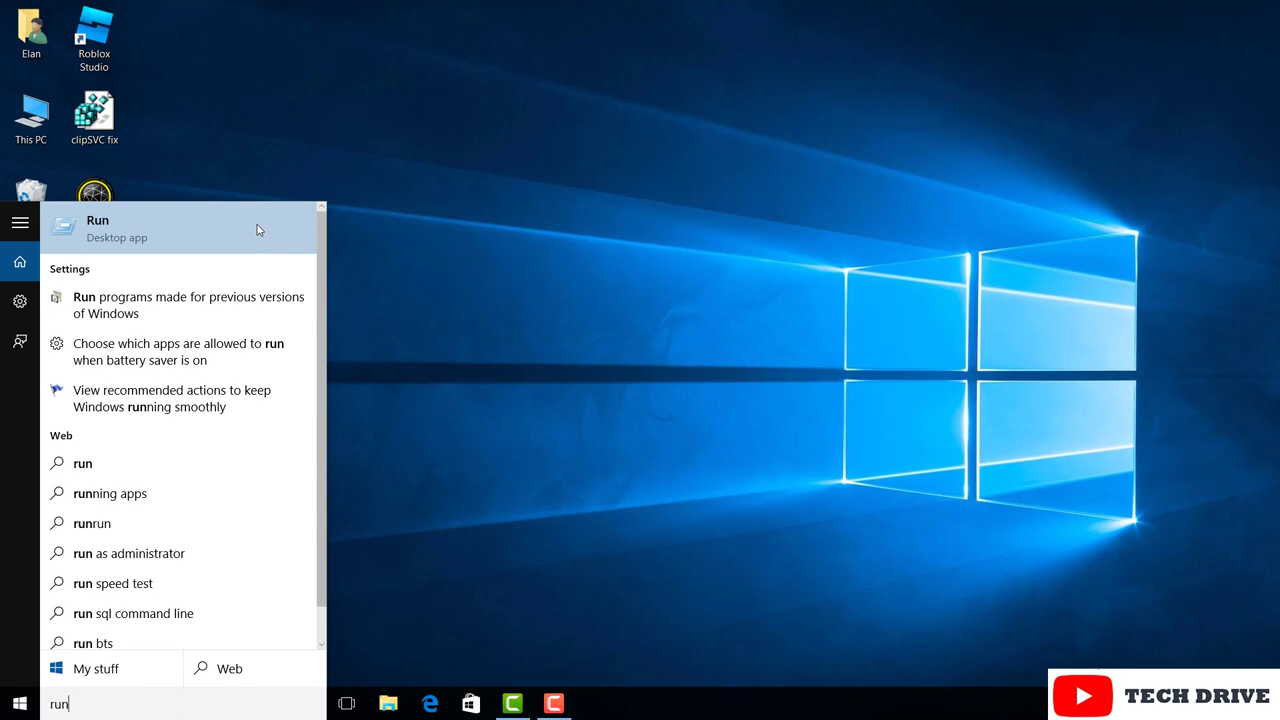 Elan
Roblox
Studio
This PC
clipSVC fix
Run
Desktop app
Settings
Run programs made for previous versions
of Windows
Choose which apps are allowed to run
when battery saver is on
View recommended actions to keep
Windows running smoothly
Web
run
running apps
runrun
run as administrator
run speed test
run sql command line
run bts
My stuff
Web
run
TECH DRIVE